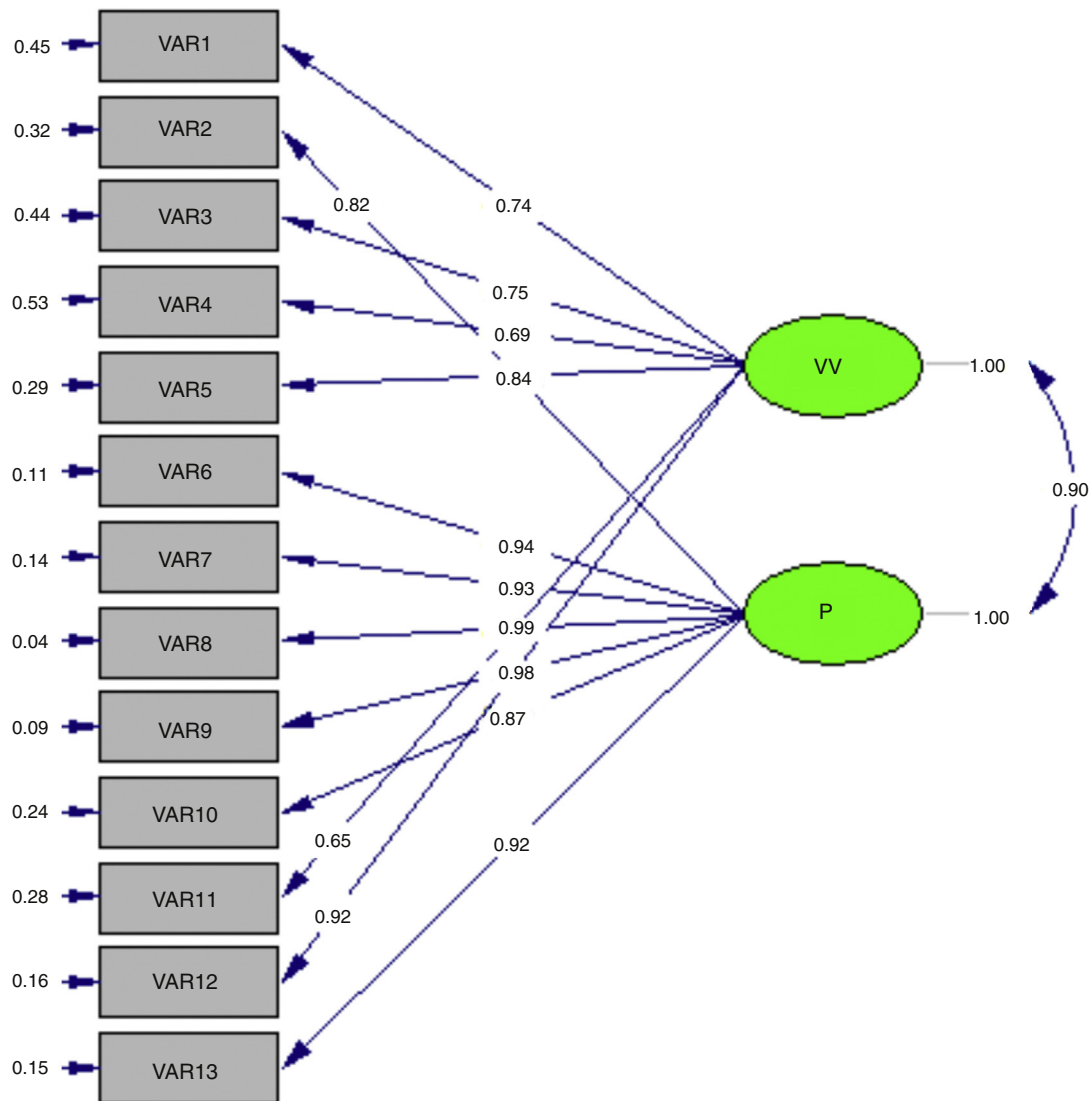 0.45 VAR1
0.32 VAR2
0.82
0.74
0.44 VAR3
0.75
0.53 VAR4
0.69
VV
1.00
0.29 VAR5
0.84
0.11 VAR6
0.90
0.94
0.14 VAR7
0.93
P
1.00
0.04 VAR8
0.99
0.98
0.09 VAR9
0.87
0.24 VAR10
0.65
0.92
0.28 VAR11
0.92
0.16 VAR12
0.15 VAR13